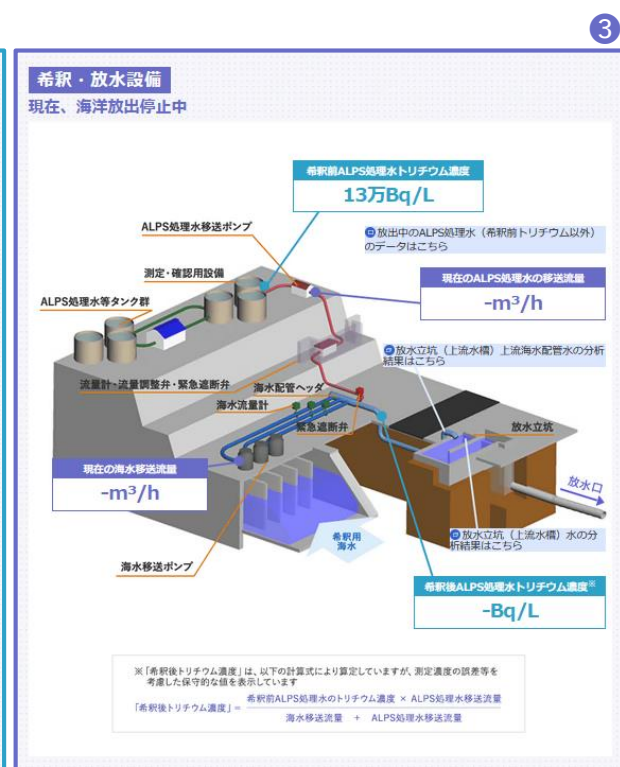 3
希釈・放水設備
現在、海洋放出停止中
希釈前ALPS処理水トリチウム濃度
13万Bq/L
ALPS処理水移送ポンプ
放出中のALPS処理水（希釈前トリチウム以外）
のデータはこちら
測定・確認用設備
現在のALPS処理水の移送流量
-m³/h
ALPS処理水等タンク群
放水立坑（上流水槽）上流海水配管水の分析
結果はこちら
流量計・流量調整弁・緊急遮断弁
海水配管ヘッダ
海水流量計
緊急遮断弁
放水立坑
現在の海水移送流量
-m³/h
放水口
放水立坑（上流水槽）水の分
析結果はこちら
希釈用
海水
海水移送ポンプ
希釈後ALPS処理水トリチウム濃度※
-Bq/L
※「希釈後トリチウム濃度」は、以下の計算式により算定していますが、測定濃度の誤差等を
考慮した保守的な値を表示しています
「希釈後トリチウム濃度」=
希釈前ALPS処理水のトリチウム濃度 × ALPS処理水移送流量
海水移送流量 + ALPS処理水移送流量